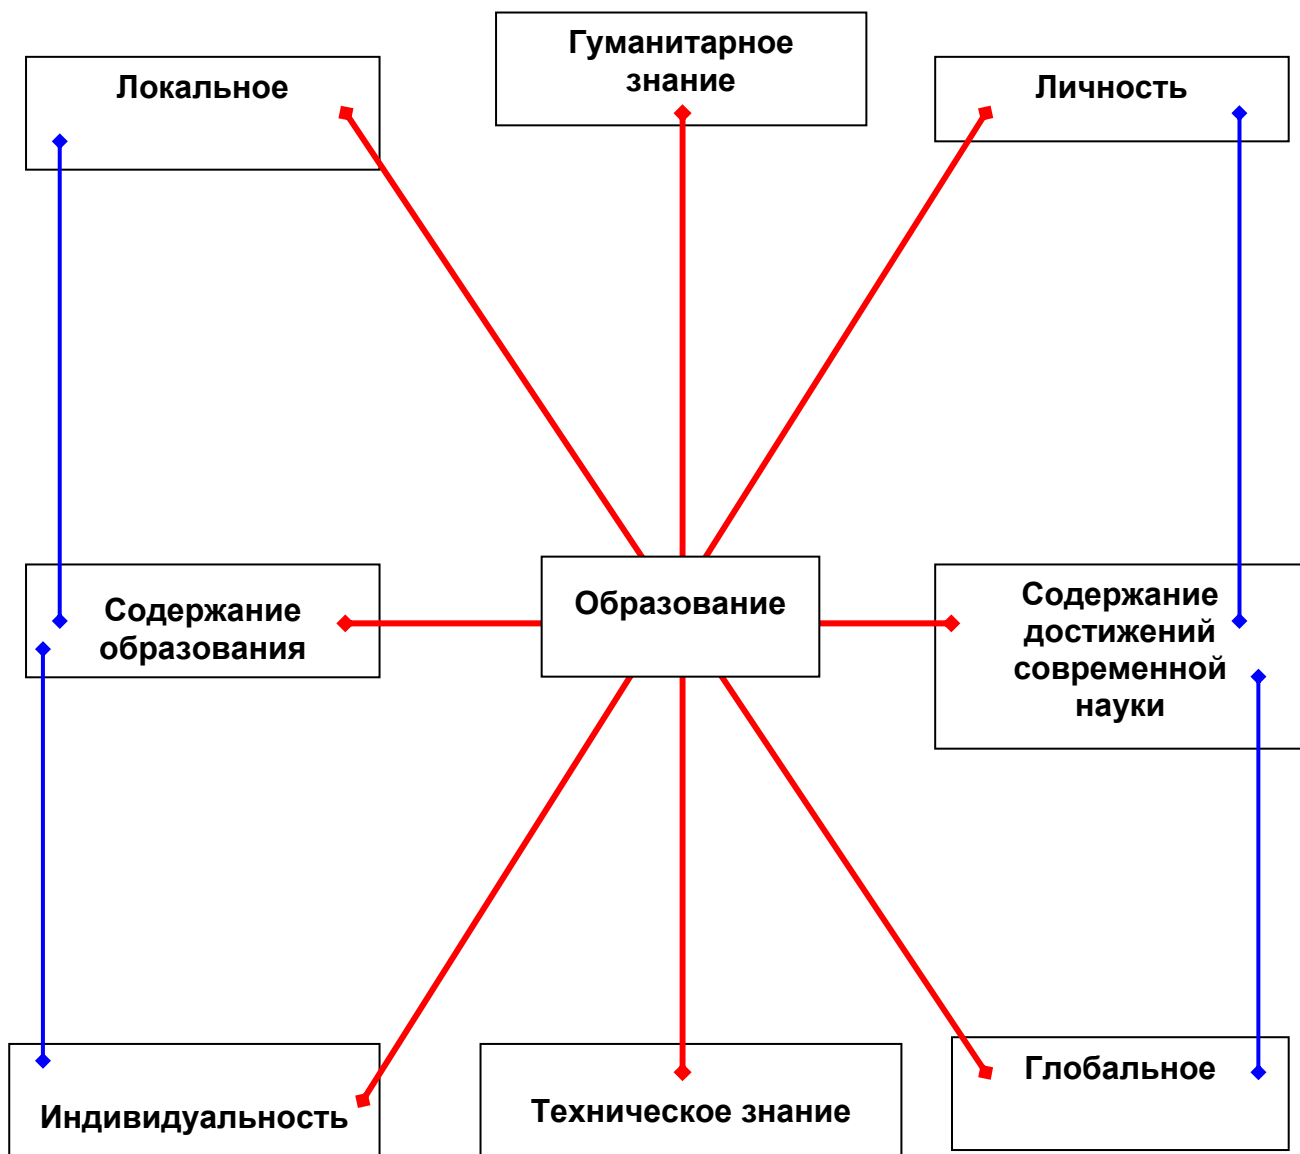 Гуманитарное
знание
Локальное
Личность
Содержание
образования
Образование
Содержание
достижений
современной
науки
Индивидуальность
Техническое знание
Глобальное